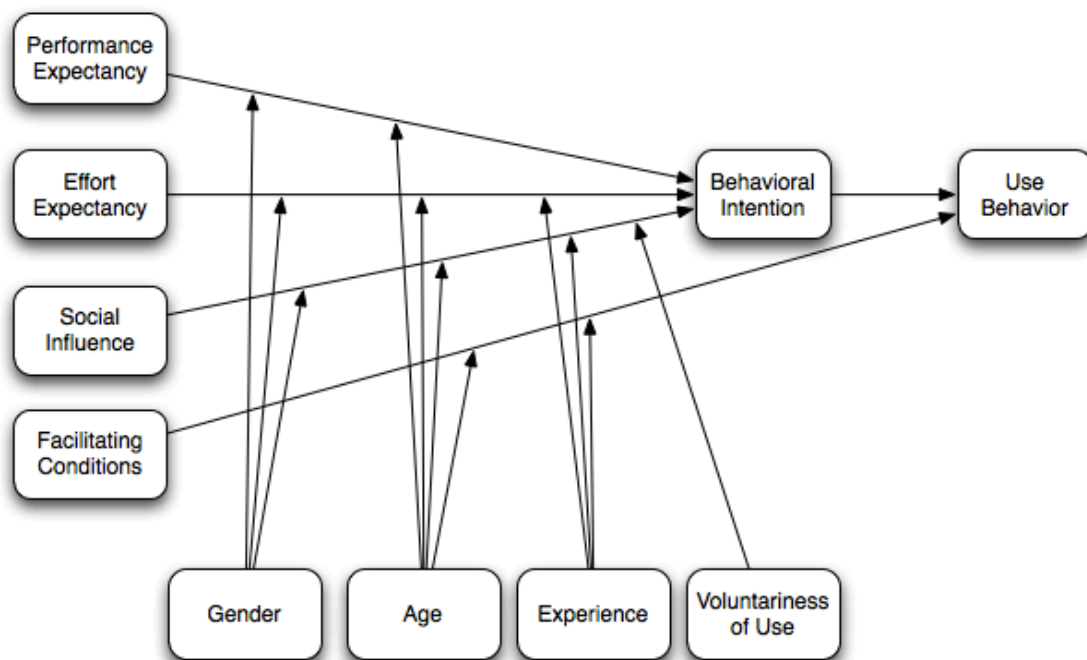 Performance
Expectancy
Effort
Expectancy
Behavioral
Intention
Use
Behavior
Social
Influence
Facilitating
Conditions
Gender
Age
Experience
Voluntariness
of Use